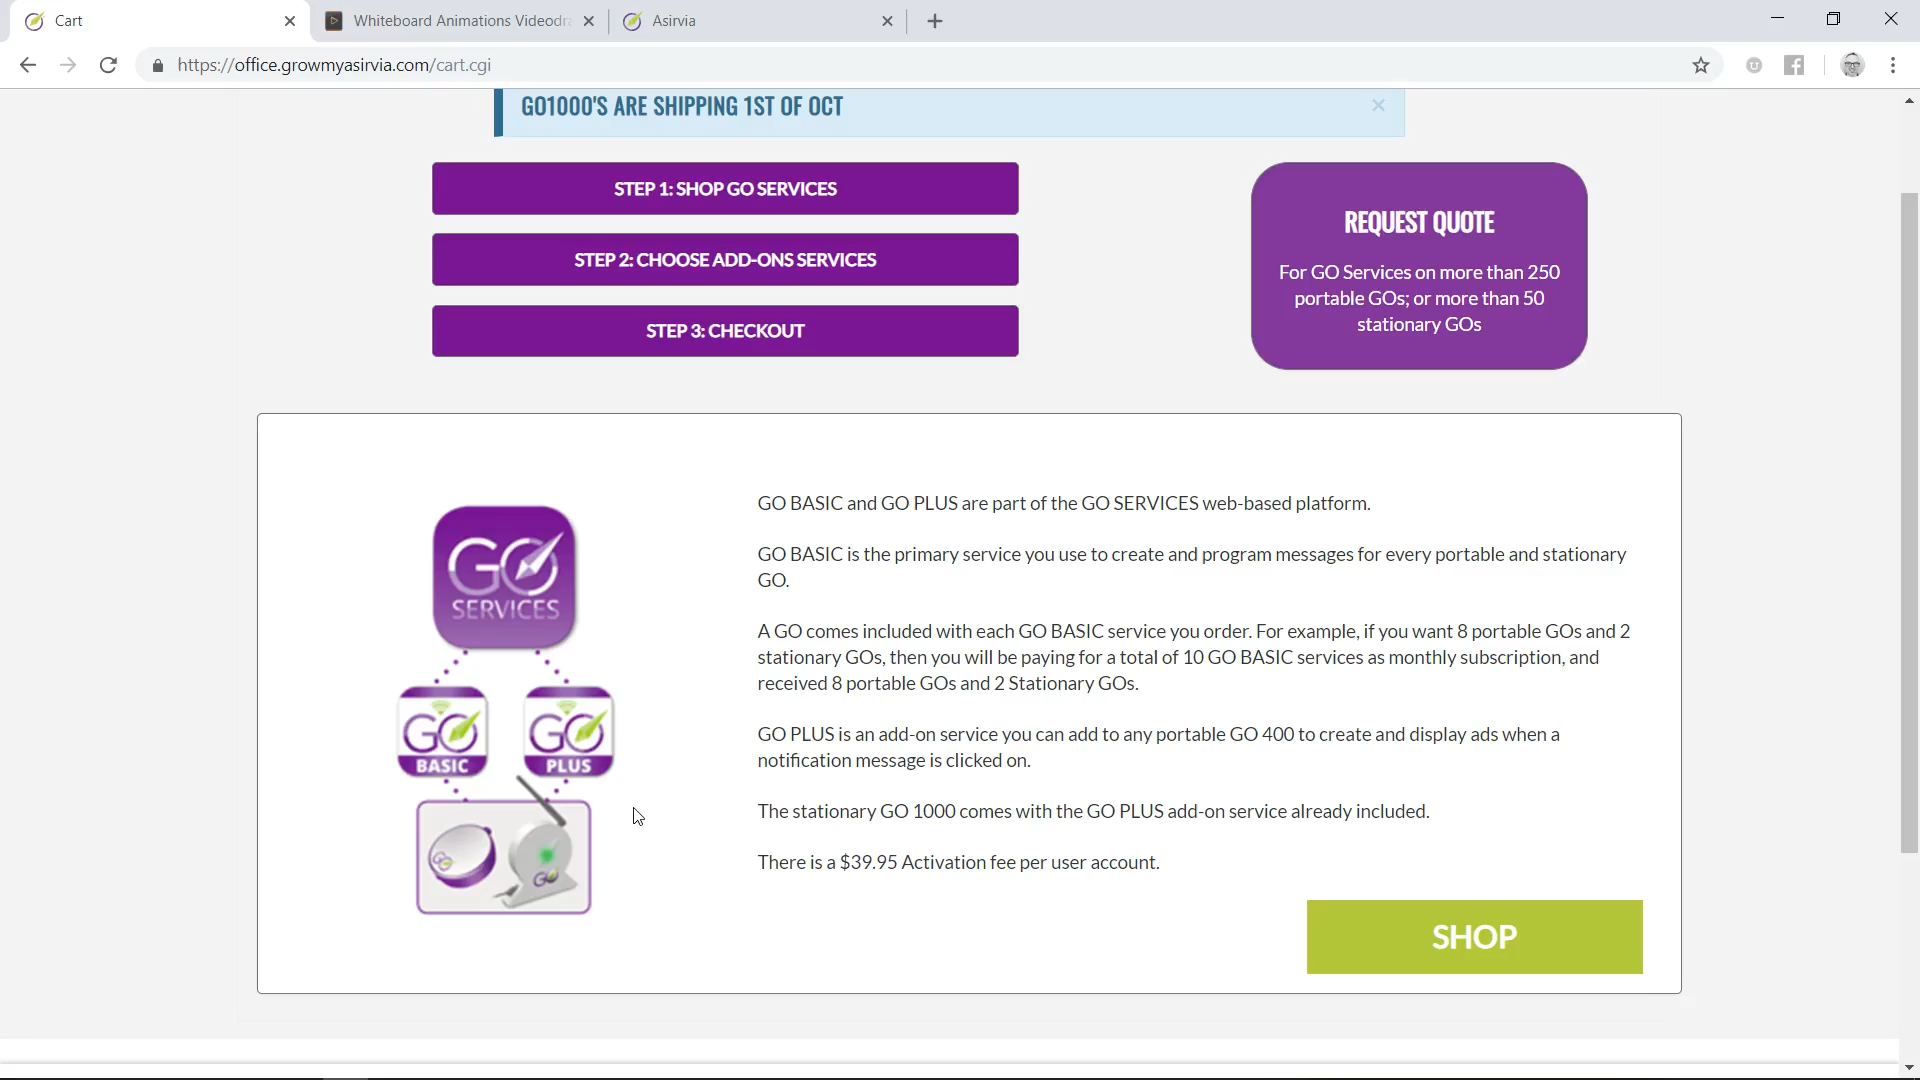 Cart
Whiteboard Animations Videodra
Asirvia
https://office.growmyasirvia.com/cart.cgi
GO1000'S ARE SHIPPING 1ST OF OCT
STEP 1: SHOP GO SERVICES
STEP 2: CHOOSE ADD-ONS SERVICES
STEP 3: CHECKOUT
REQUEST QUOTE
For GO Services on more than 250
portable GOs; or more than 50
stationary GOs
GO BASIC and GO PLUS are part of the GO SERVICES web-based platform.
GO BASIC is the primary service you use to create and program messages for every portable and stationary
GO.
A GO comes included with each GO BASIC service you order. For example, if you want 8 portable GOs and 2
stationary GOs, then you will be paying for a total of 10 GO BASIC services as monthly subscription, and
received 8 portable GOs and 2 Stationary GOs.
GO PLUS is an add-on service you can add to any portable GO 400 to create and display ads when a
notification message is clicked on.
The stationary GO 1000 comes with the GO PLUS add-on service already included.
There is a $39.95 Activation fee per user account.
GO
SERVICES
GO
BASIC
GO
PLUS
GO
GO
SHOP